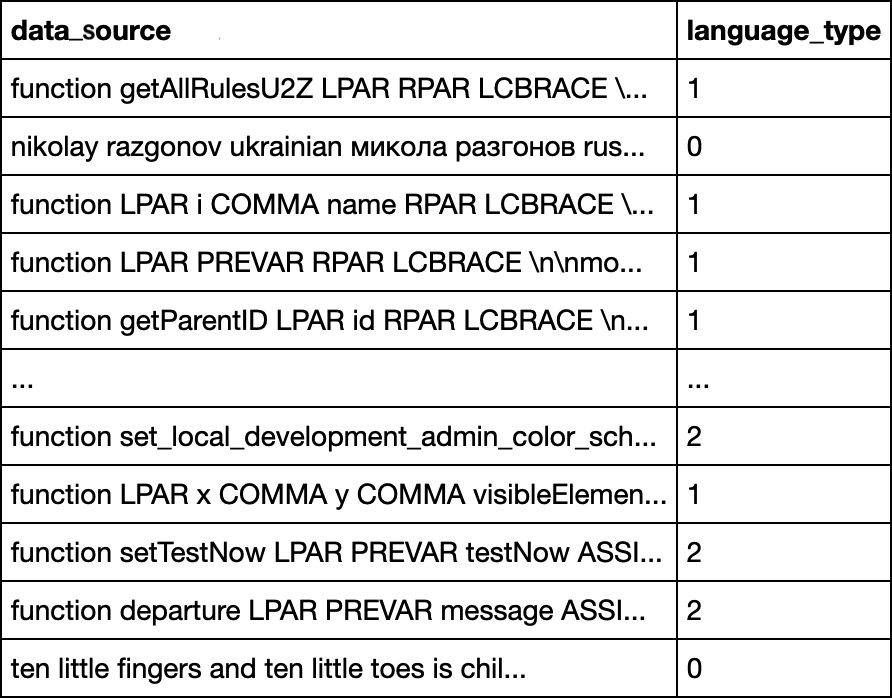 data_source language_type
function getAllRulesU2Z LPAR RPAR LCBRACE \... 1
nikolay razgonov ukrainian микола разгонов rus... 0
function LPAR i COMMA name RPAR LCBRACE \... 1
function LPAR PREVAR RPAR LCBRACE \n\nmo... 1
function getParentID LPAR id RPAR LCBRACE \n... 1
... ...
function set_local_development_admin_color_sch... 2
function LPAR x COMMA y COMMA visibleElemen... 1
function setTestNow LPAR PREVAR testNow ASSI... 2
function departure LPAR PREVAR message ASSI... 2
ten little fingers and ten little toes is chil... 0